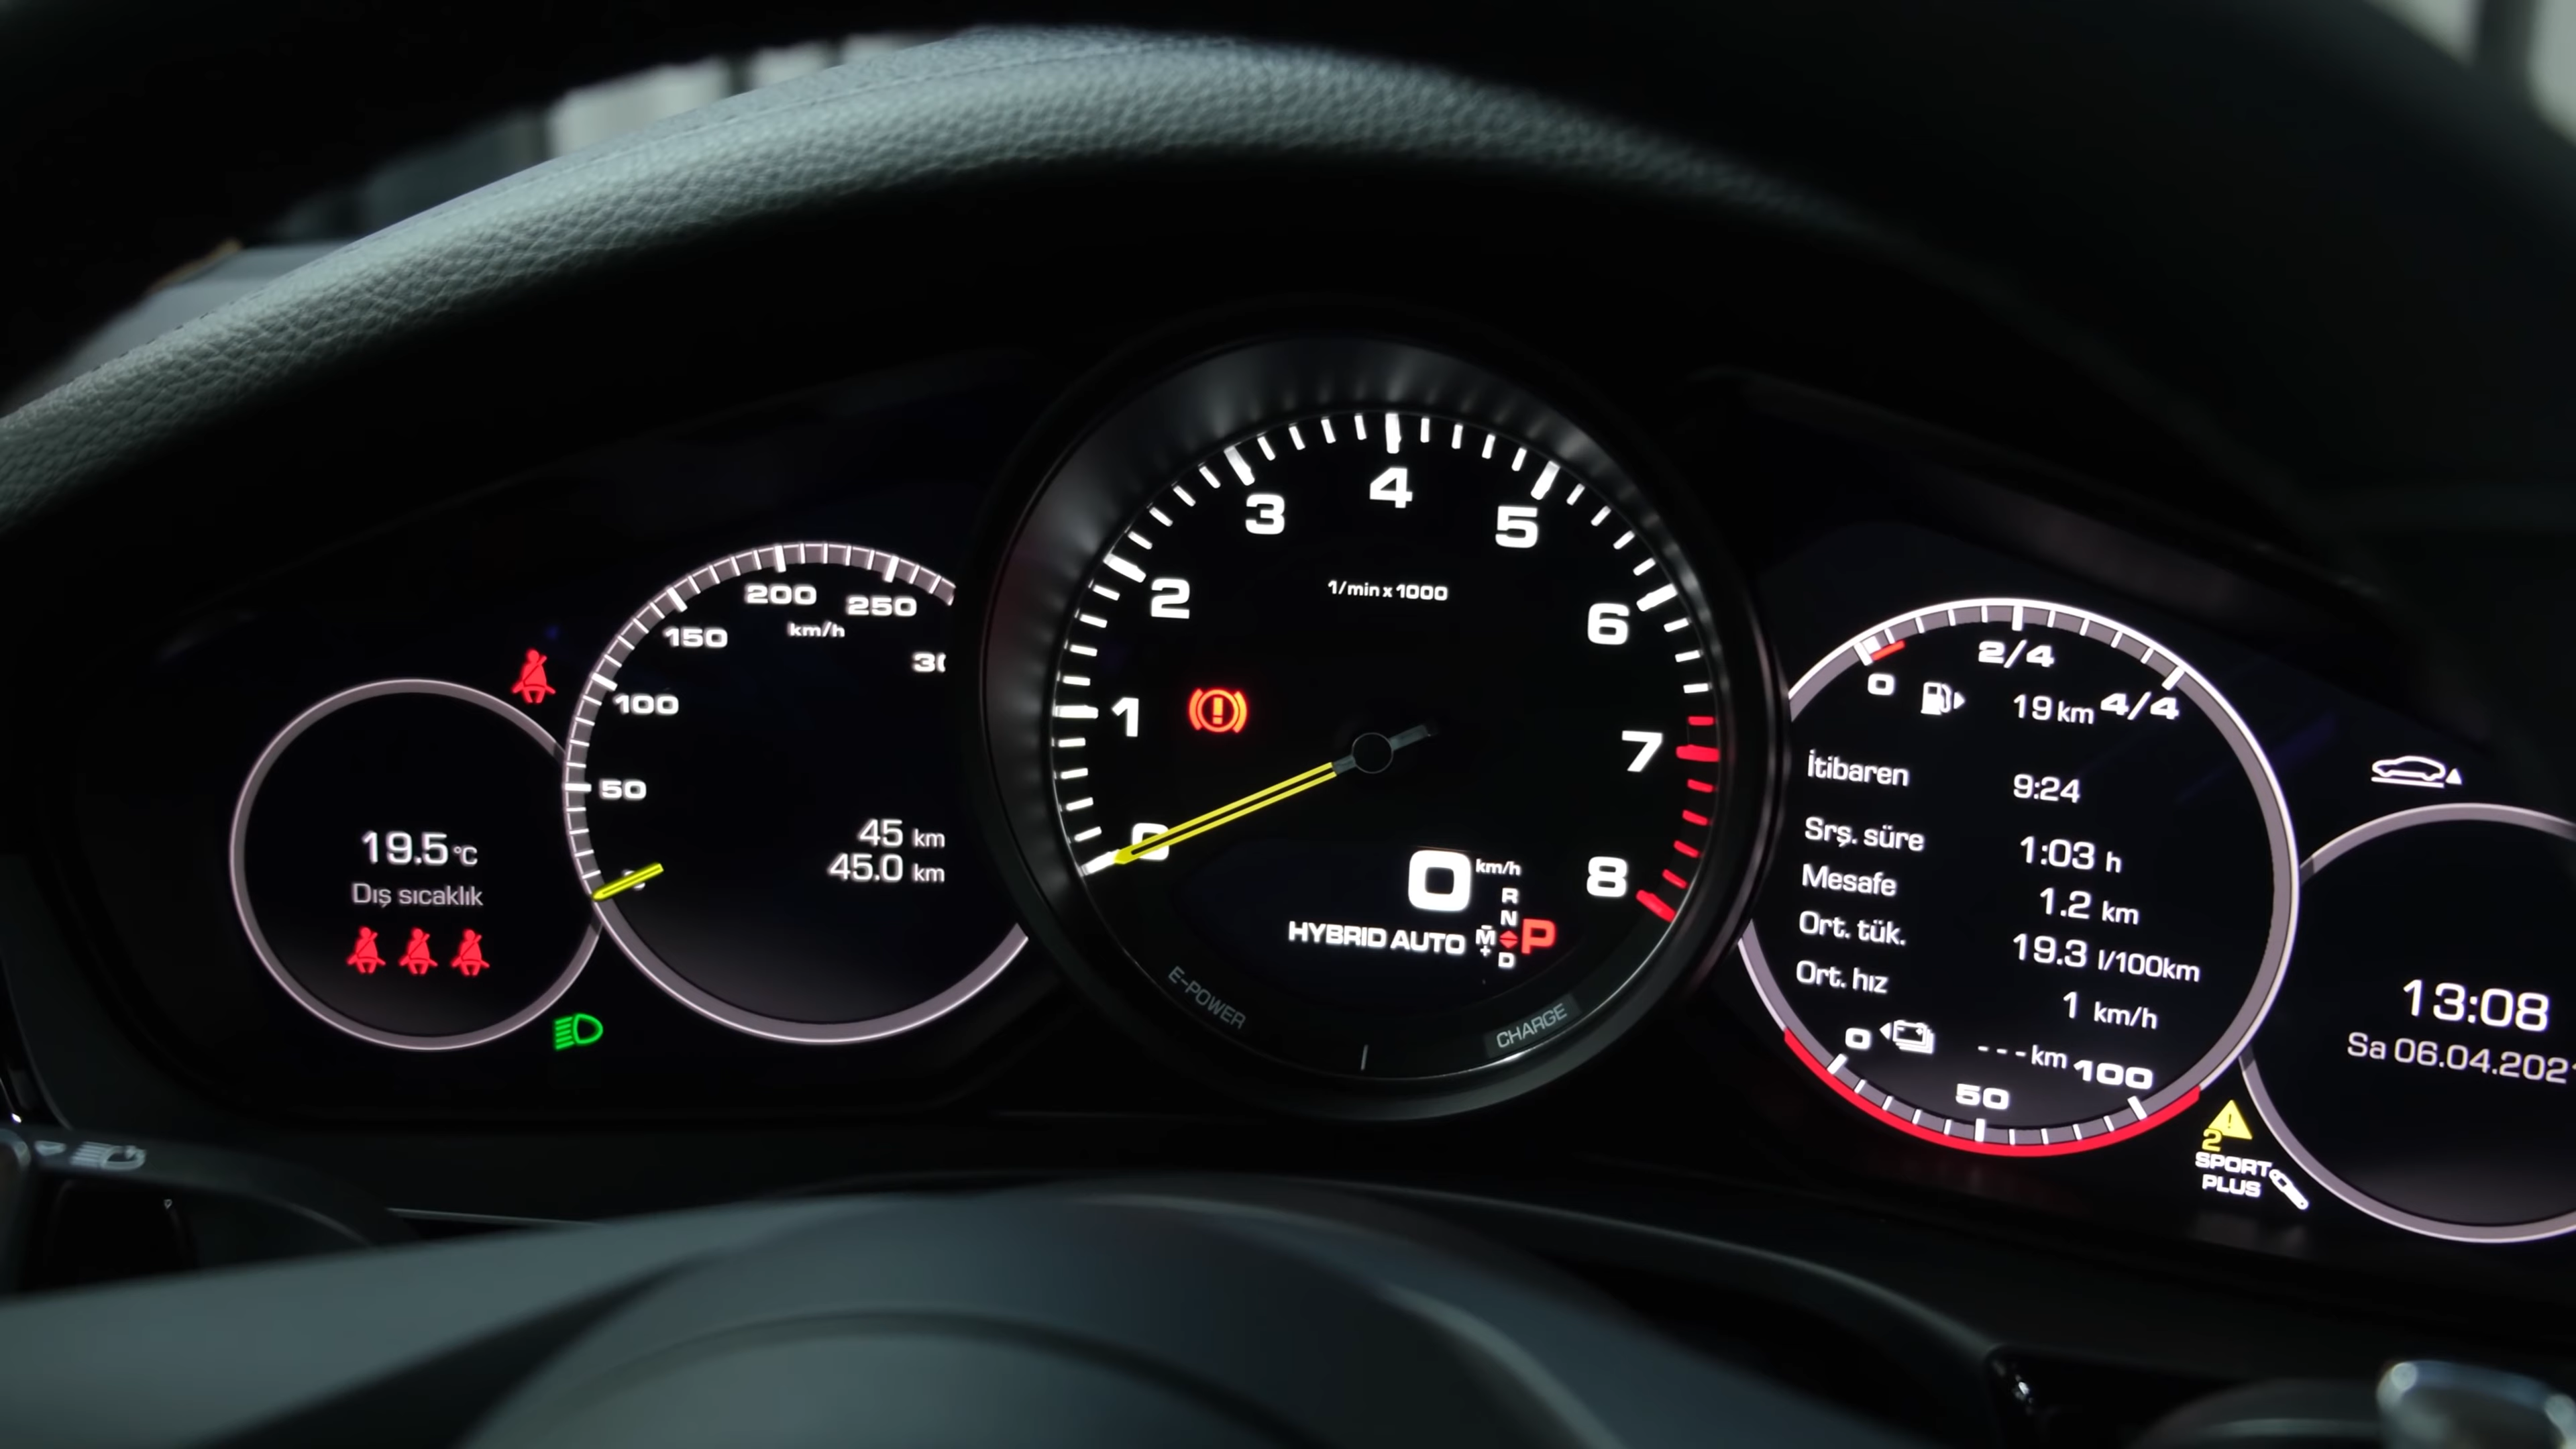 19.5 °C
Dış sıcaklık
200
250
150
km/h
100
50
45 km
45.0 km
4
3
5
1/min x 1000
2
6
1
7
0
8
0 km/h
R
N
HYBRID AUTO M P
+
D
E-POWER
CHARGE
2/4
0
19 km 4/4
İtibaren 9:24
Srş. süre 1:03 h
Mesafe 1.2 km
Ort. tük. 19.3 l/100km
Ort. hız 1 km/h
0 ---km 100
50
13:08
Sa 06.04.202
2
SPORT
PLUS